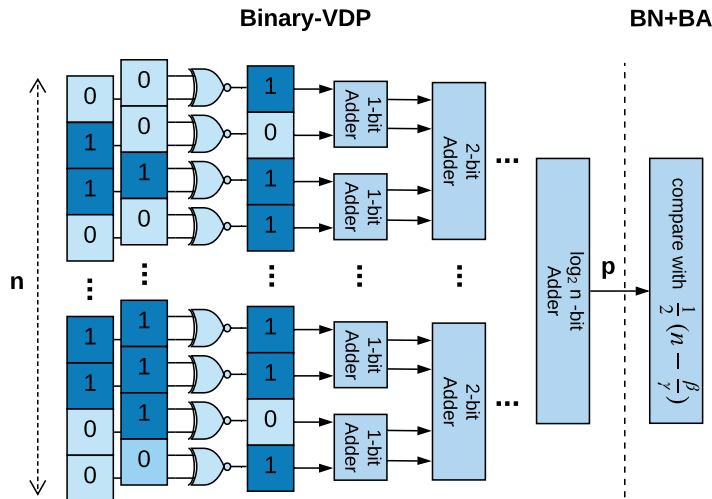 Binary-VDP
BN+BA
n
0
1
1
0
0
0
1
0
1
0
1
1
1-bit
Adder
1-bit
Adder
2-bit
Adder
...
...
...
...
...
...
1
1
0
0
1
1
1
0
1
1
0
1
1-bit
Adder
1-bit
Adder
2-bit
Adder
...
log₂ n -bit
Adder
p
compare with
½ (n − β/γ)